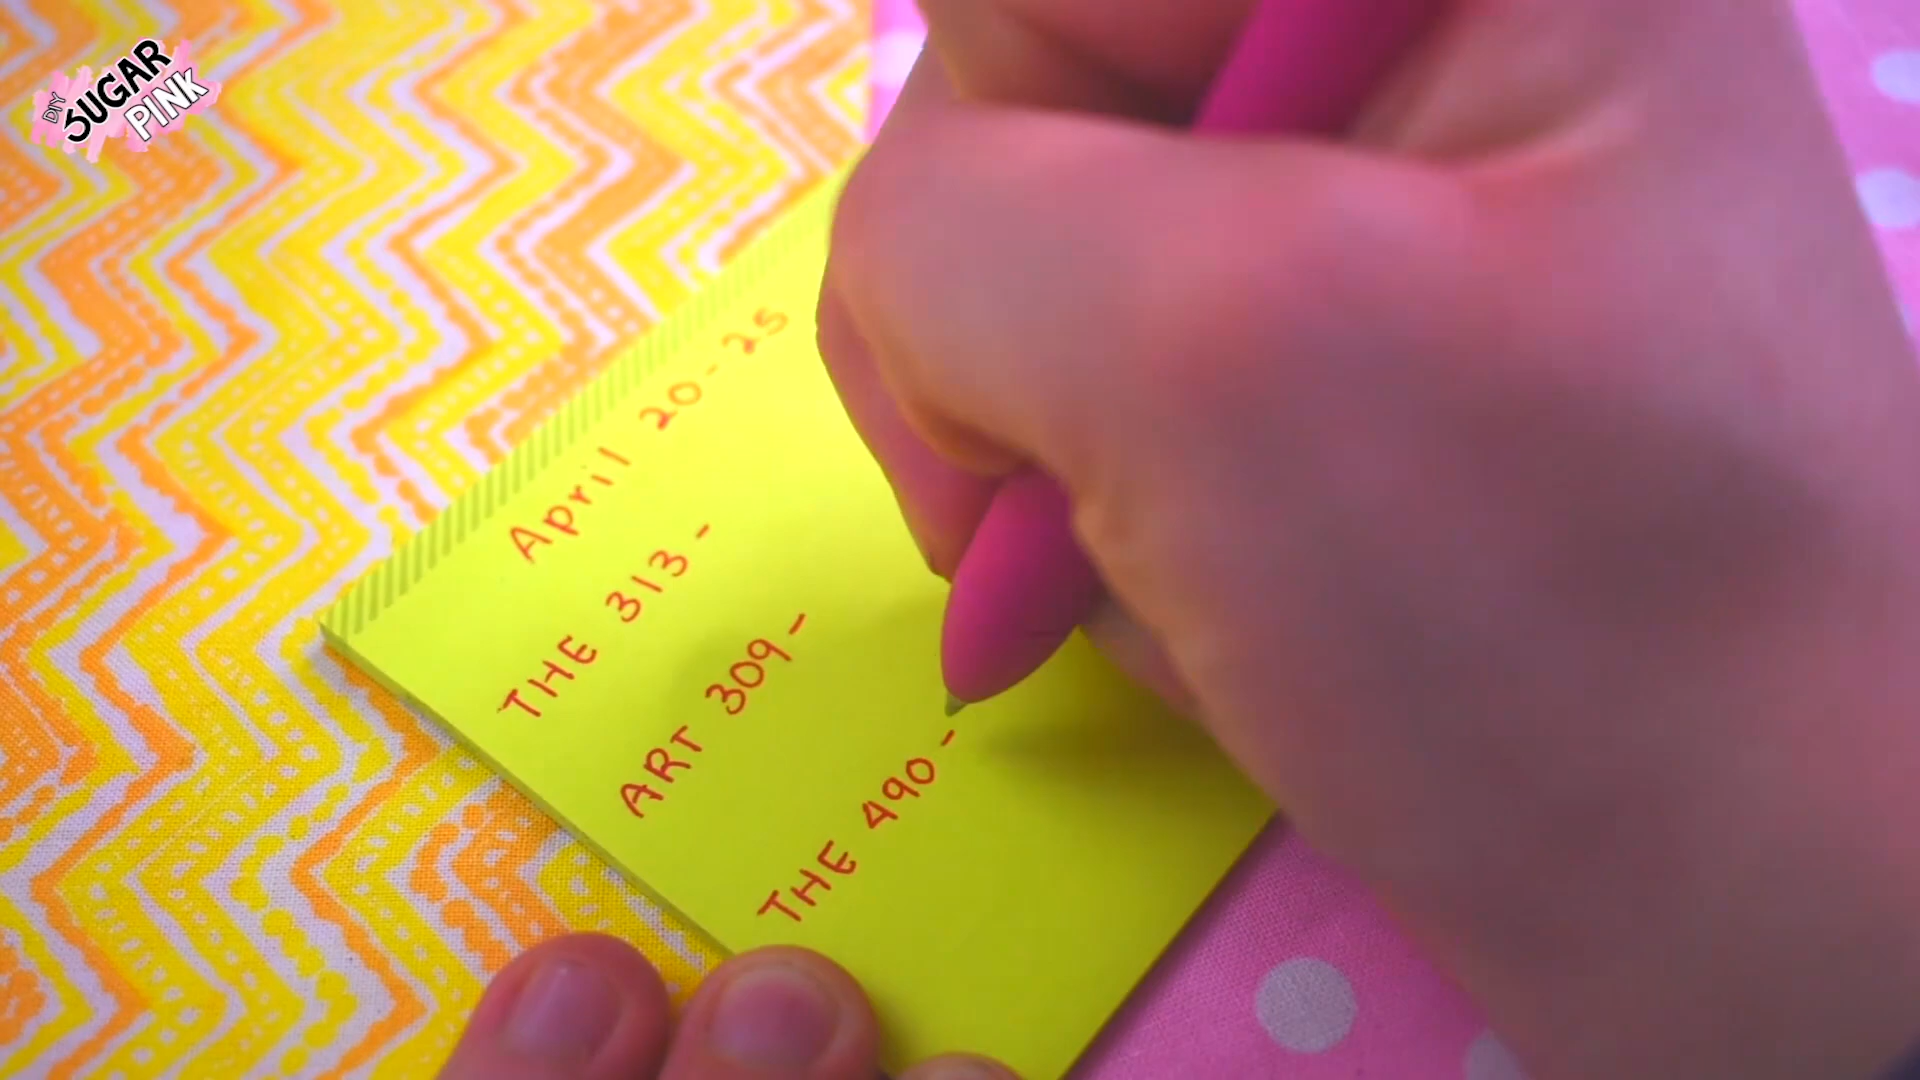 DIY
SUGAR
PINK
April 20-25
THE 313-
ART 309-
THE 490-